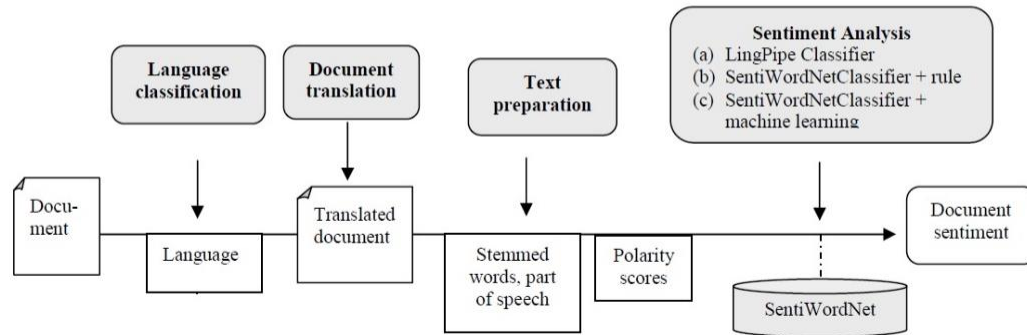 Language
classification
Document
translation
Text
preparation
Sentiment Analysis
(a) LingPipe Classifier
(b) SentiWordNetClassifier + rule
(c) SentiWordNetClassifier +
machine learning
Docu-
ment
Language
Translated
document
Stemmed
words, part
of speech
Polarity
scores
Document
sentiment
SentiWordNet